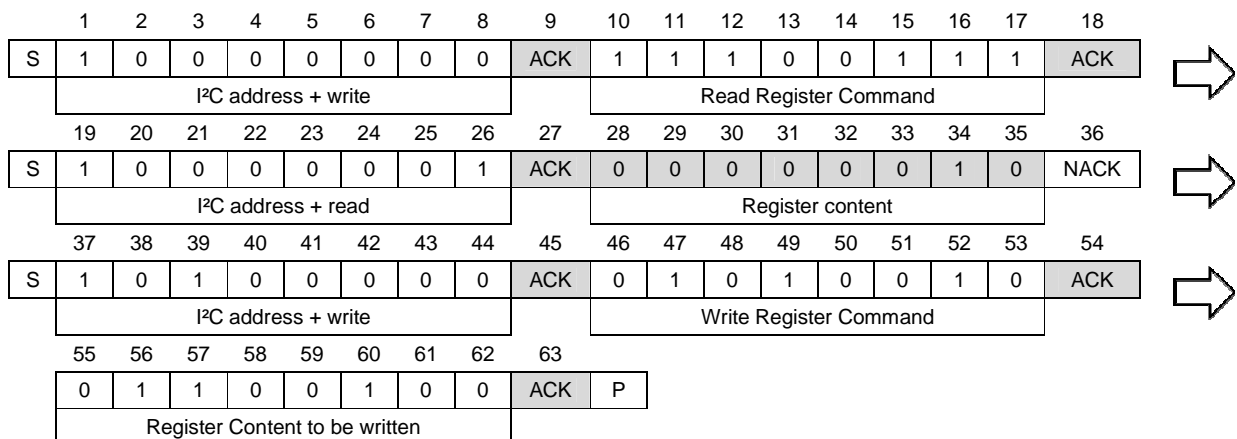 1 2 3 4 5 6 7 8 9 10 11 12 13 14 15 16 17 18
S 1 0 0 0 0 0 0 0 ACK 1 1 1 0 0 1 1 1 ACK
I²C address + write Read Register Command
19 20 21 22 23 24 25 26 27 28 29 30 31 32 33 34 35 36
S 1 0 0 0 0 0 0 1 ACK 0 0 0 0 0 0 1 0 NACK
I²C address + read Register content
37 38 39 40 41 42 43 44 45 46 47 48 49 50 51 52 53 54
S 1 0 1 0 0 0 0 0 ACK 0 1 0 1 0 0 1 0 ACK
I²C address + write Write Register Command
55 56 57 58 59 60 61 62 63
0 1 1 0 0 1 0 0 ACK P
Register Content to be written